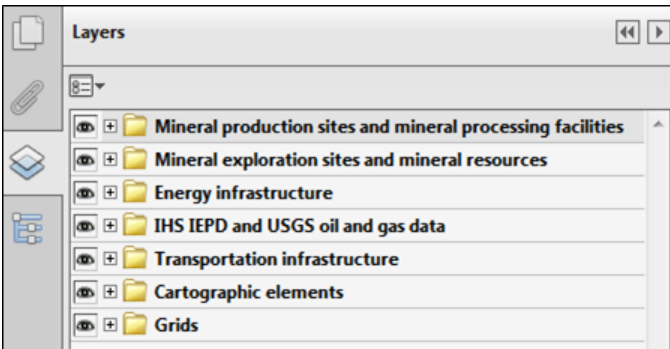 Layers
Mineral production sites and mineral processing facilities
Mineral exploration sites and mineral resources
Energy infrastructure
IHS IEPD and USGS oil and gas data
Transportation infrastructure
Cartographic elements
Grids